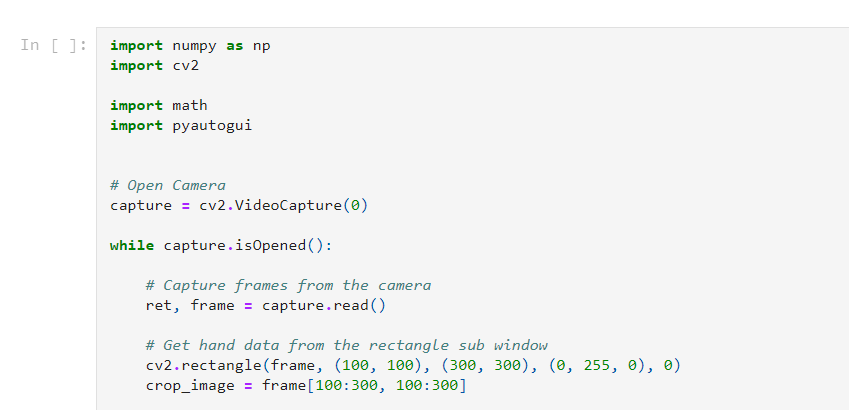 In [ ]:
import numpy as np
import cv2
import math
import pyautogui
# Open Camera
capture = cv2.VideoCapture(0)
while capture.isOpened():
# Capture frames from the camera
ret, frame = capture.read()
# Get hand data from the rectangle sub window
cv2.rectangle(frame, (100, 100), (300, 300), (0, 255, 0), 0)
crop_image = frame[100:300, 100:300]